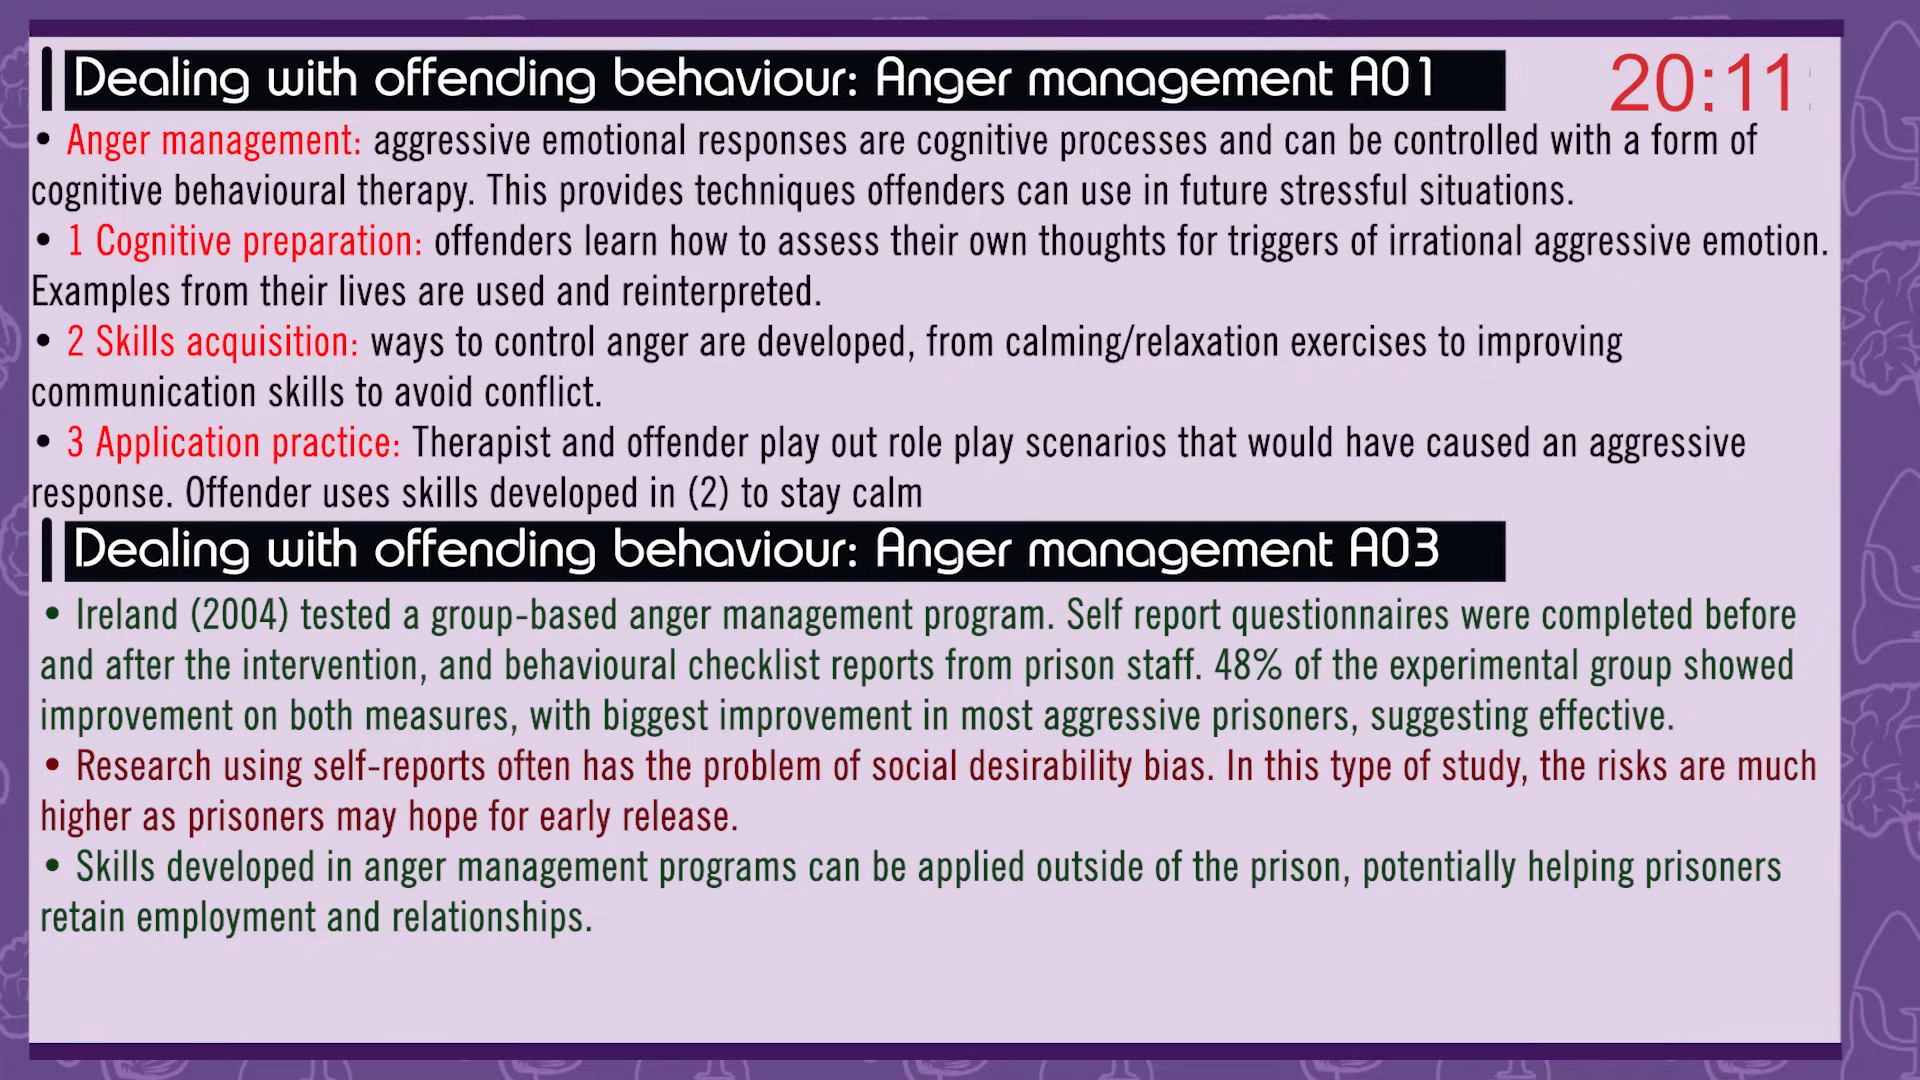 Dealing with offending behaviour: Anger management AO1
20:11
• Anger management: aggressive emotional responses are cognitive processes and can be controlled with a form of
cognitive behavioural therapy. This provides techniques offenders can use in future stressful situations.
• 1 Cognitive preparation: offenders learn how to assess their own thoughts for triggers of irrational aggressive emotion.
Examples from their lives are used and reinterpreted.
• 2 Skills acquisition: ways to control anger are developed, from calming/relaxation exercises to improving
communication skills to avoid conflict.
• 3 Application practice: Therapist and offender play out role play scenarios that would have caused an aggressive
response. Offender uses skills developed in (2) to stay calm
Dealing with offending behaviour: Anger management AO3
• Ireland (2004) tested a group-based anger management program. Self report questionnaires were completed before
and after the intervention, and behavioural checklist reports from prison staff. 48% of the experimental group showed
improvement on both measures, with biggest improvement in most aggressive prisoners, suggesting effective.
• Research using self-reports often has the problem of social desirability bias. In this type of study, the risks are much
higher as prisoners may hope for early release.
• Skills developed in anger management programs can be applied outside of the prison, potentially helping prisoners
retain employment and relationships.